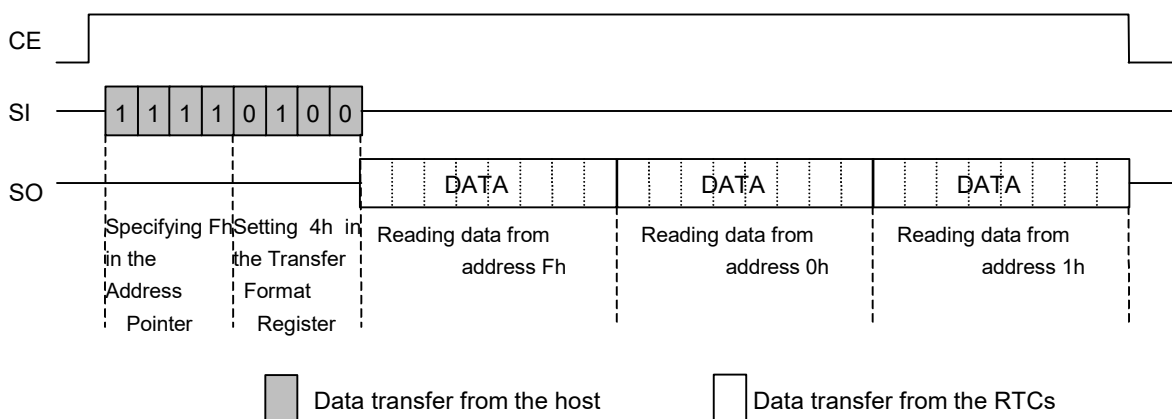 CE
SI
1 1 1 1 0 1 0 0
SO
DATA
DATA
DATA
Specifying Fh
in the
Address
Pointer
Setting 4h in
the Transfer
Format
Register
Reading data from
address Fh
Reading data from
address 0h
Reading data from
address 1h
Data transfer from the host
Data transfer from the RTCs